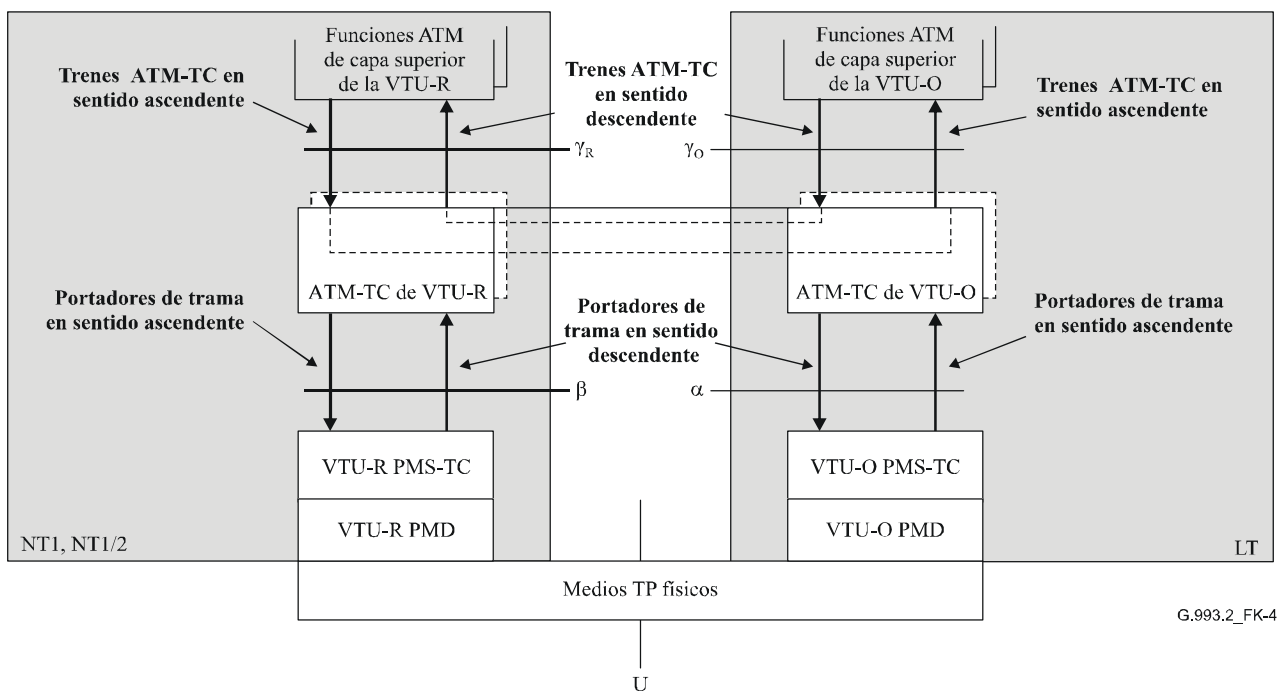 Funciones ATM
de capa superior
de la VTU-R
Funciones ATM
de capa superior
de la VTU-O
Trenes ATM-TC en
sentido ascendente
Trenes ATM-TC
en sentido
descendente
Trenes ATM-TC en
sentido ascendente
γR
γO
ATM-TC de VTU-R
ATM-TC de VTU-O
Portadores de trama
en sentido ascendente
Portadores de
trama en sentido
descendente
Portadores de trama
en sentido ascendente
β
α
VTU-R PMS-TC
VTU-O PMS-TC
VTU-R PMD
VTU-O PMD
NT1, NT1/2
LT
Medios TP físicos
G.993.2_FK-4
U